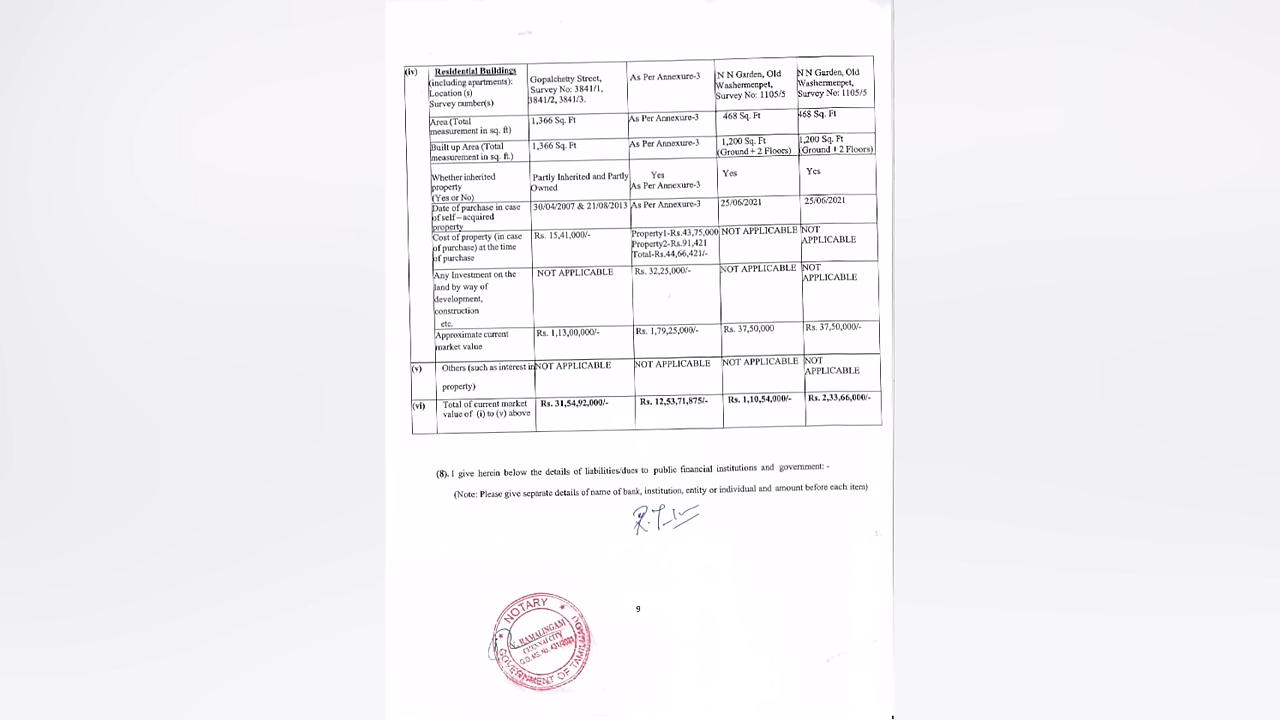 (iv) Residential Buildings
(including apartments):
Location (s)
Survey number(s)
Gopalchetty Street,
Survey No: 3841/1,
3841/2, 3841/3.
As Per Annexure-3
N N Garden, Old
Washermenpet,
Survey No: 1105/5
N N Garden, Old
Washermenpet,
Survey No: 1105/5
Area (Total
measurement in sq. ft)
1,366 Sq. Ft
As Per Annexure-3
468 Sq. Ft
468 Sq. Ft
Built up Area (Total
measurement in sq. ft.)
1,366 Sq. Ft
As Per Annexure-3
1,200 Sq. Ft
(Ground + 2 Floors)
1,200 Sq. Ft
(Ground + 2 Floors)
Whether inherited
property
(Yes or No)
Partly Inherited and Partly
Owned
Yes
As Per Annexure-3
Yes
Yes
Date of purchase in case
of self – acquired
property
30/04/2007 & 21/08/2013
As Per Annexure-3
25/06/2021
25/06/2021
Cost of property (in case
of purchase) at the time
of purchase
Rs. 15,41,000/-
Property1-Rs.43,75,000
Property2-Rs.91,421
Total-Rs.44,66,421/-
NOT APPLICABLE
NOT
APPLICABLE
Any Investment on the
land by way of
development,
construction
etc.
NOT APPLICABLE
Rs. 32,25,000/-
NOT APPLICABLE
NOT
APPLICABLE
Approximate current
market value
Rs. 1,13,00,000/-
Rs. 1,79,25,000/-
Rs. 37,50,000
Rs. 37,50,000/-
(v) Others (such as interest in
property)
NOT APPLICABLE
NOT APPLICABLE
NOT APPLICABLE
NOT
APPLICABLE
(vi) Total of current market
value of (i) to (v) above
Rs. 31,54,92,000/-
Rs. 12,53,71,875/-
Rs. 1,10,54,000/-
Rs. 2,33,66,000/-
(8). I give herein below the details of liabilities/dues to public financial institutions and government: -
(Note: Please give separate details of name of bank, institution, entity or individual and amount before each item)
9
NOTARY
RAMALINGAM
CHENNAI CITY
GOVERNMENT OF TAMILNADU